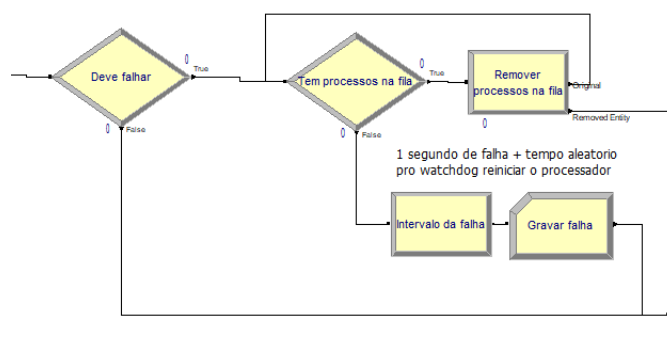 0
True
Deve falhar
0
False
0
True
Tem processos na fila
0
False
Remover
processos na fila
Original
Removed Entity
0
1 segundo de falha + tempo aleatorio
pro watchdog reiniciar o processador
Intervalo da falha
Gravar falha